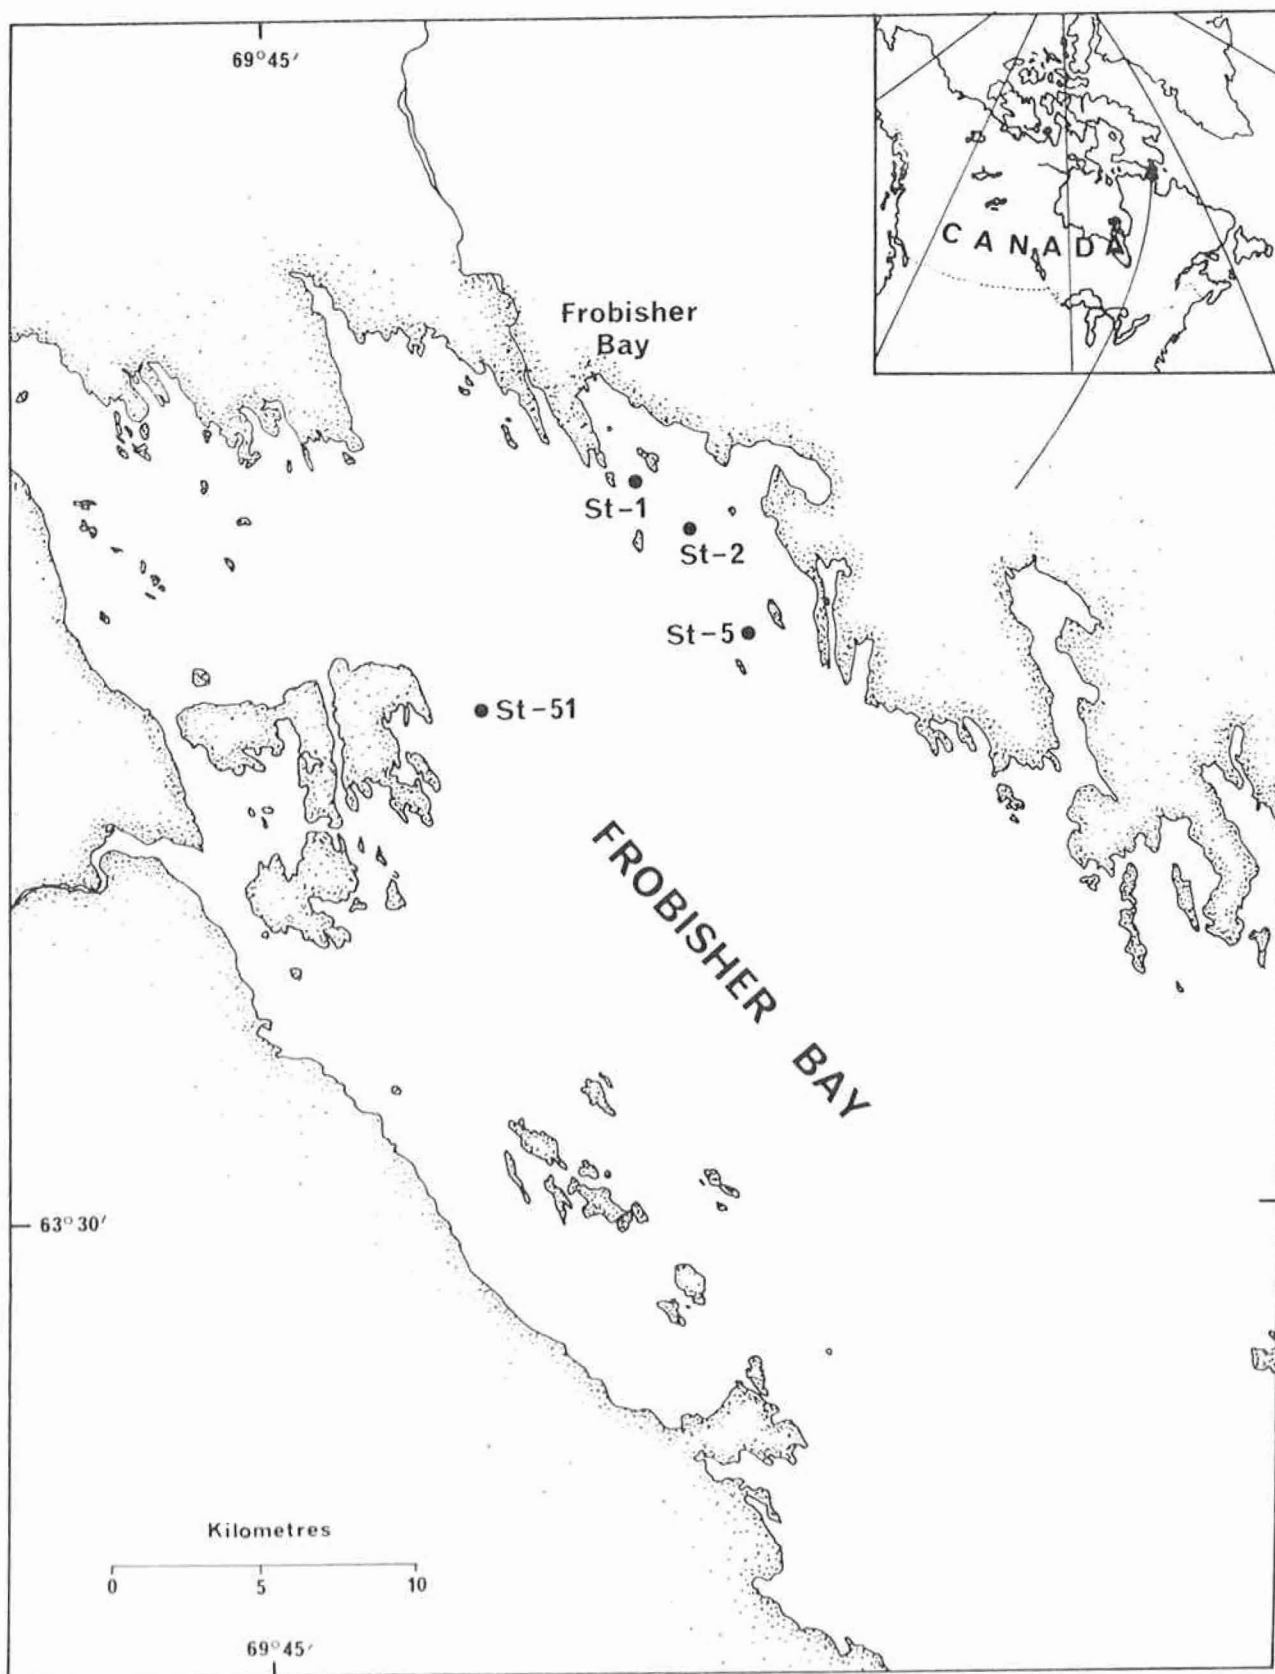 69°45′
CANADA
Frobisher
Bay
St-1
St-2
St-5
St-51
FROBISHER BAY
63°30′
Kilometres
0 5 10
69°45′